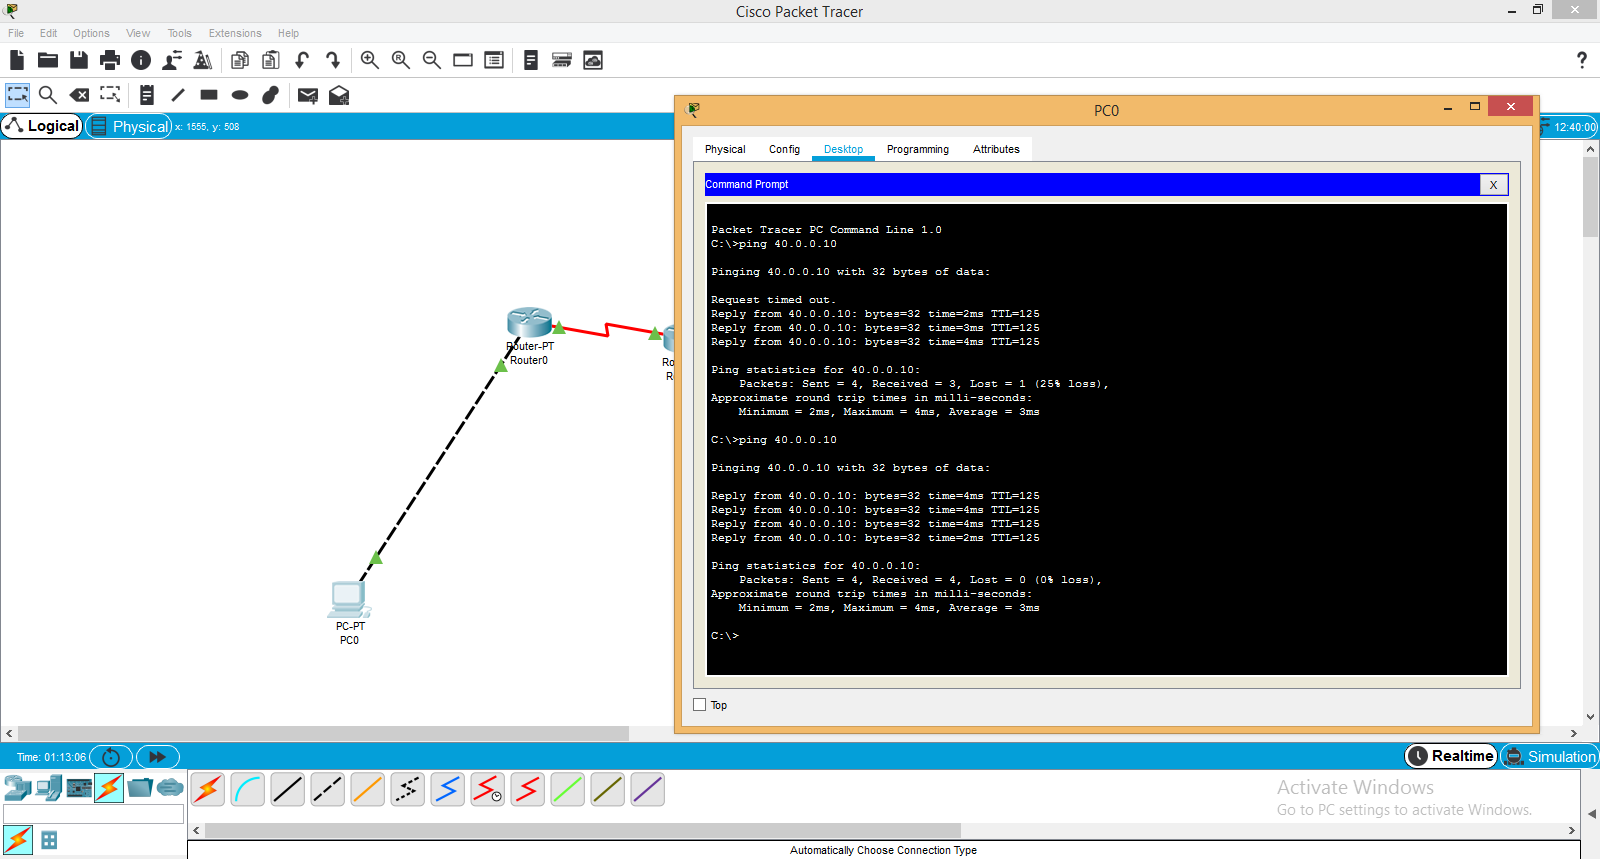 Cisco Packet Tracer
File Edit Options View Tools Extensions Help
Logical Physical x: 1555, y: 508
12:40:00
PC0
Physical Config Desktop Programming Attributes
Command Prompt X
Packet Tracer PC Command Line 1.0
C:\>ping 40.0.0.10
Pinging 40.0.0.10 with 32 bytes of data:
Request timed out.
Reply from 40.0.0.10: bytes=32 time=2ms TTL=125
Reply from 40.0.0.10: bytes=32 time=3ms TTL=125
Reply from 40.0.0.10: bytes=32 time=4ms TTL=125
Ping statistics for 40.0.0.10:
Packets: Sent = 4, Received = 3, Lost = 1 (25% loss),
Approximate round trip times in milli-seconds:
Minimum = 2ms, Maximum = 4ms, Average = 3ms
C:\>ping 40.0.0.10
Pinging 40.0.0.10 with 32 bytes of data:
Reply from 40.0.0.10: bytes=32 time=4ms TTL=125
Reply from 40.0.0.10: bytes=32 time=4ms TTL=125
Reply from 40.0.0.10: bytes=32 time=4ms TTL=125
Reply from 40.0.0.10: bytes=32 time=2ms TTL=125
Ping statistics for 40.0.0.10:
Packets: Sent = 4, Received = 4, Lost = 0 (0% loss),
Approximate round trip times in milli-seconds:
Minimum = 2ms, Maximum = 4ms, Average = 3ms
C:\>
Top
Router-PT
Router0
Ro
R
PC-PT
PC0
Time: 01:13:06
Realtime Simulation
Activate Windows
Go to PC settings to activate Windows.
Automatically Choose Connection Type